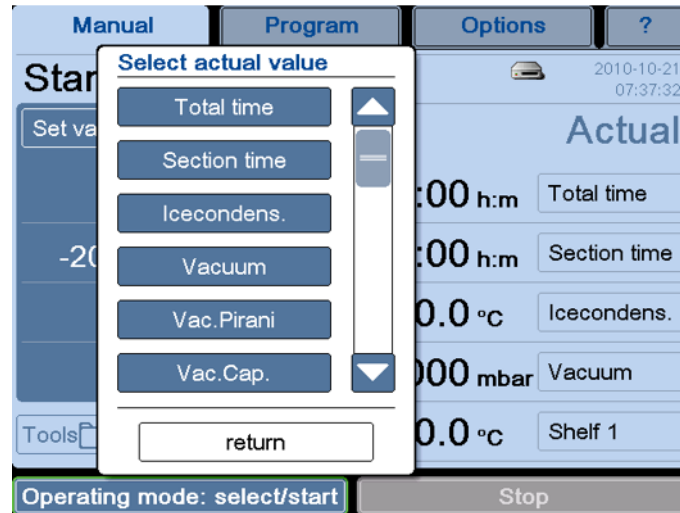 Manual Program Options ?
Select actual value
Star
2010-10-21
07:37:32
Set va
Actual
Total time
Section time
Icecondens.
Vacuum
Vac.Pirani
Vac.Cap.
return
:00 h:m Total time
-20
:00 h:m Section time
0.0 °C Icecondens.
000 mbar Vacuum
0.0 °C Shelf 1
Tools
Operating mode: select/start Stop